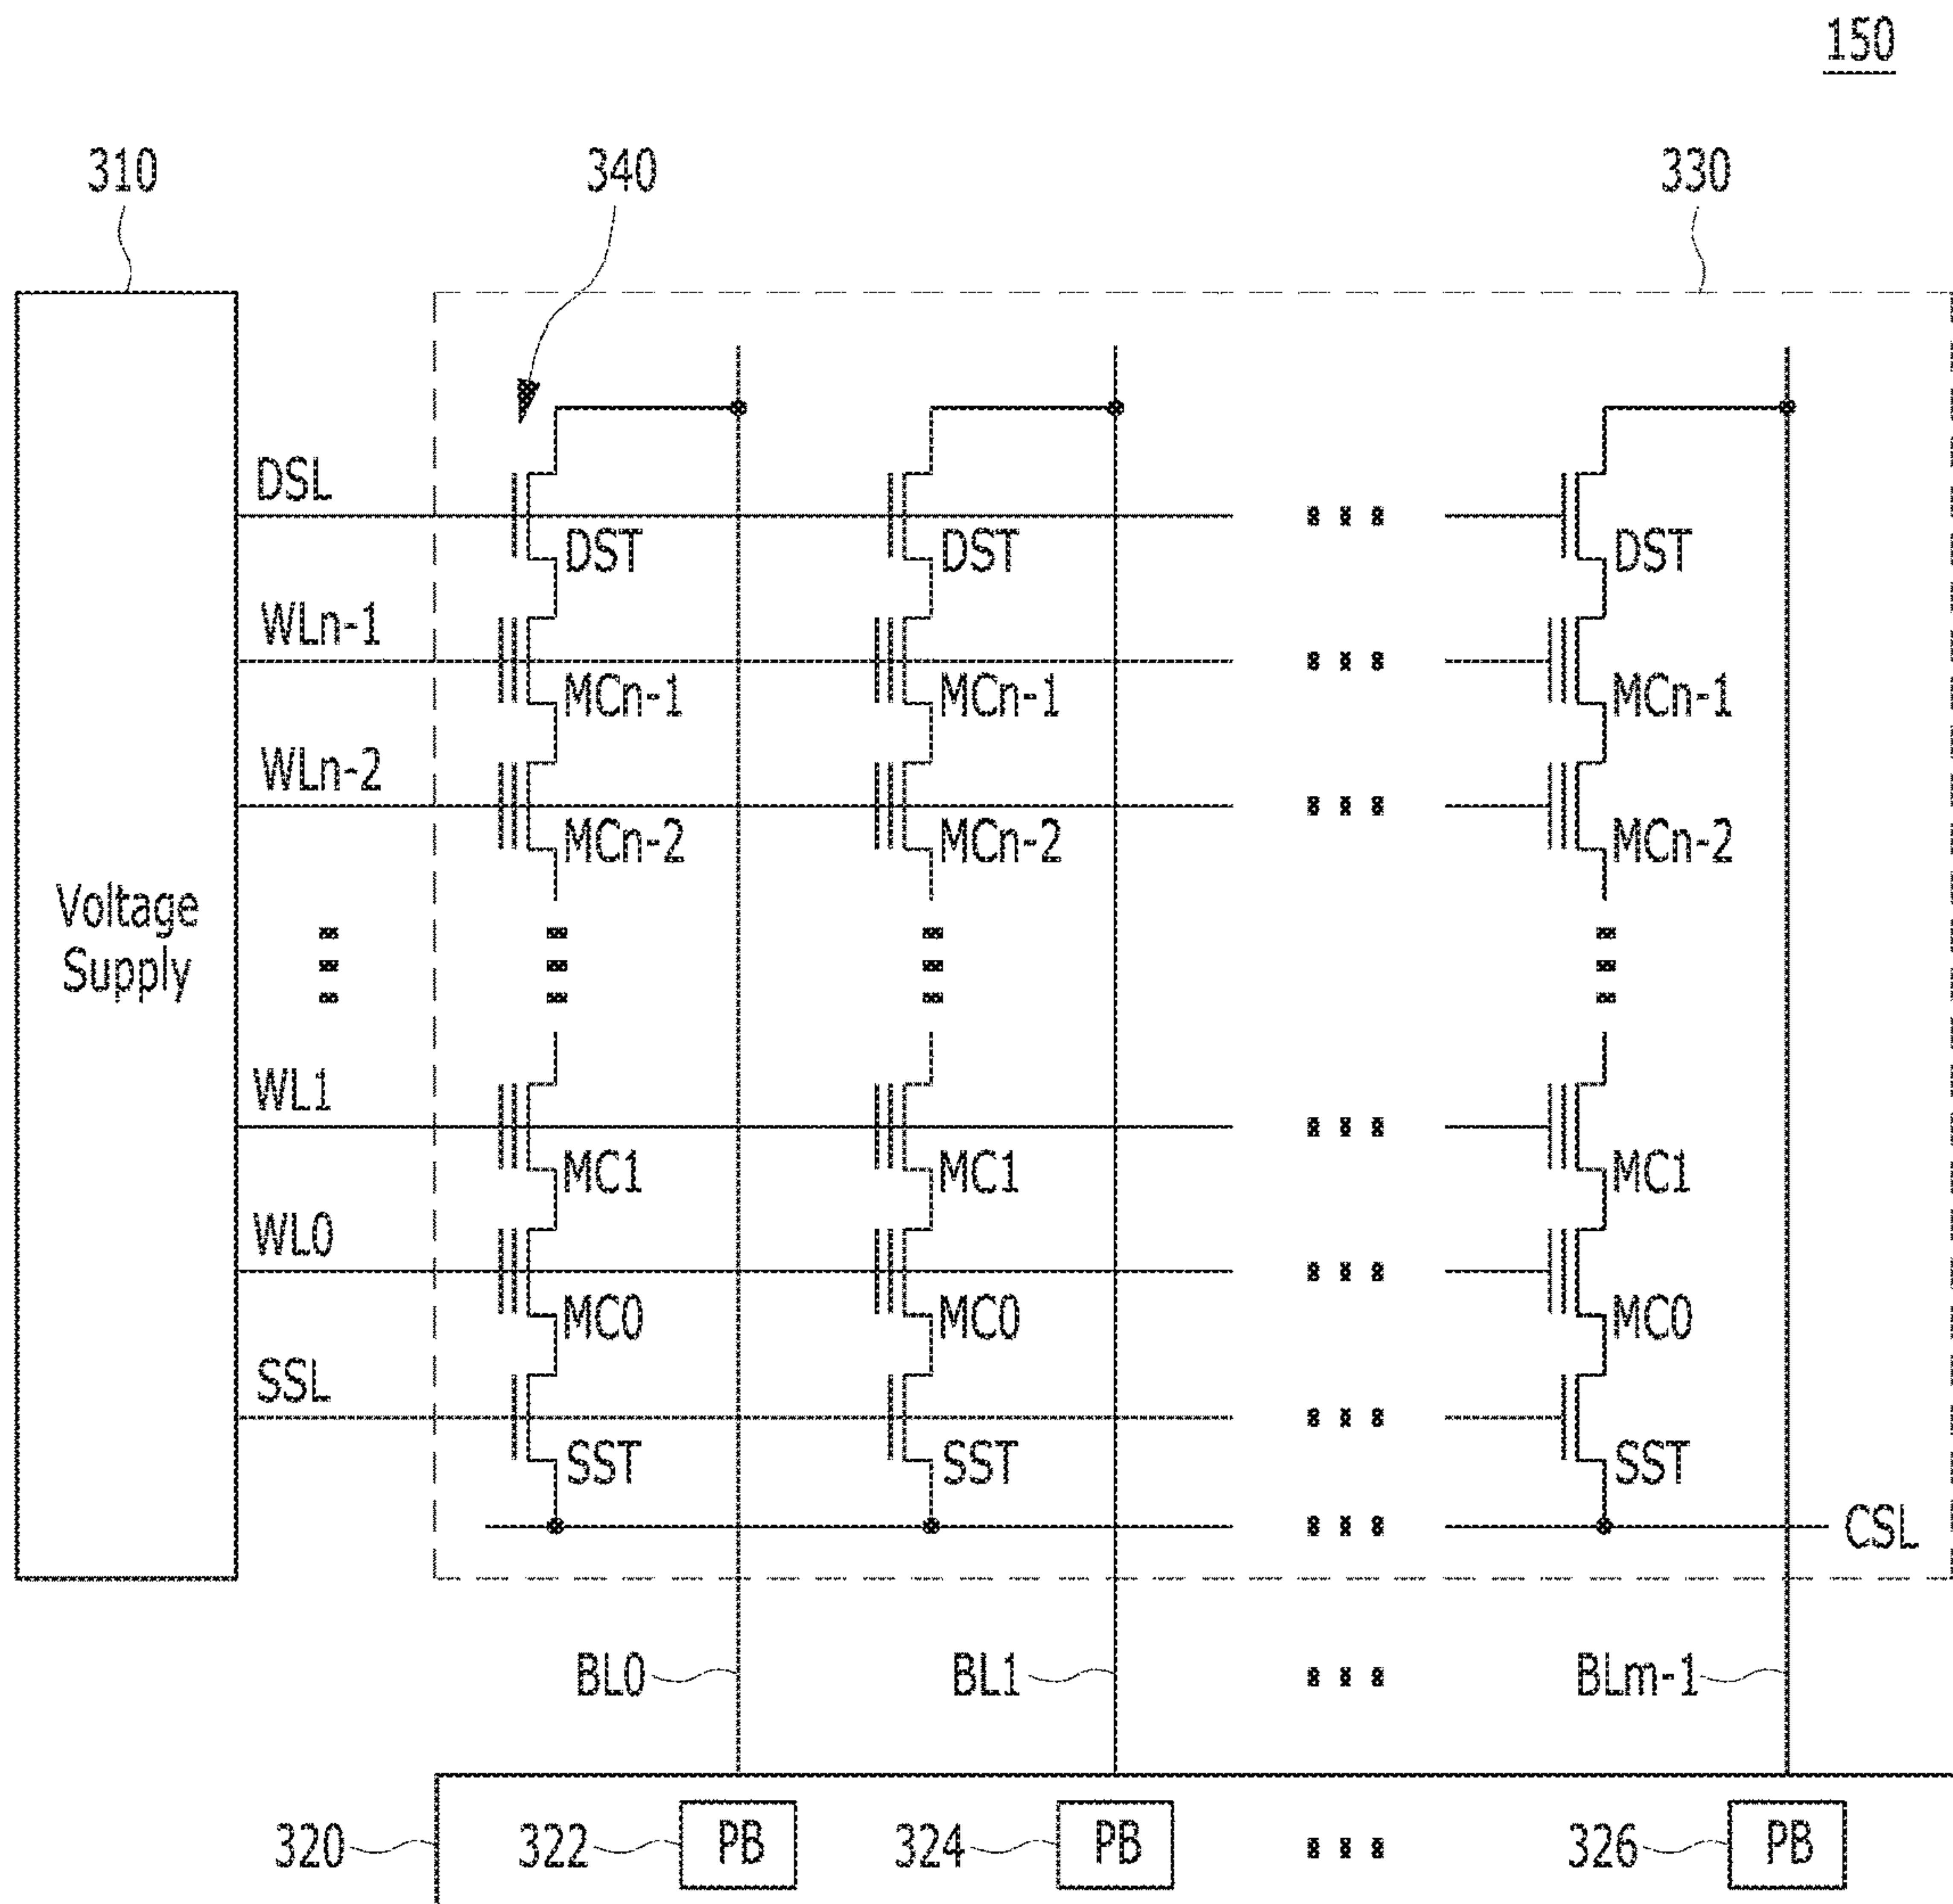 150
310 340 330
DSL
DST DST DST
WLn-1
MCn-1 MCn-1 MCn-1
WLn-2
MCn-2 MCn-2 MCn-2
Voltage
Supply
WL1
MC1 MC1 MC1
WL0
MC0 MC0 MC0
SSL
SST SST SST
CSL
BL0 BL1 BLm-1
320 322 PB 324 PB 326 PB